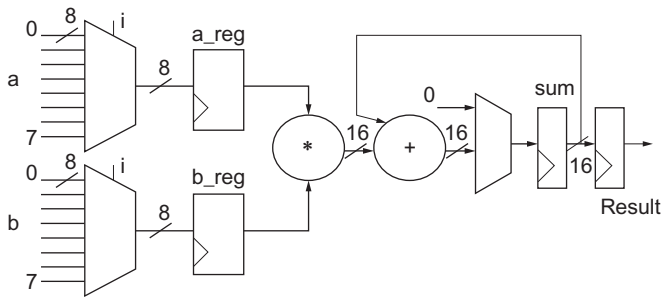 0 8 i a_reg
a 8
7
0 8 i b_reg
b 8
7
* 16 + 16
0 sum
16
Result